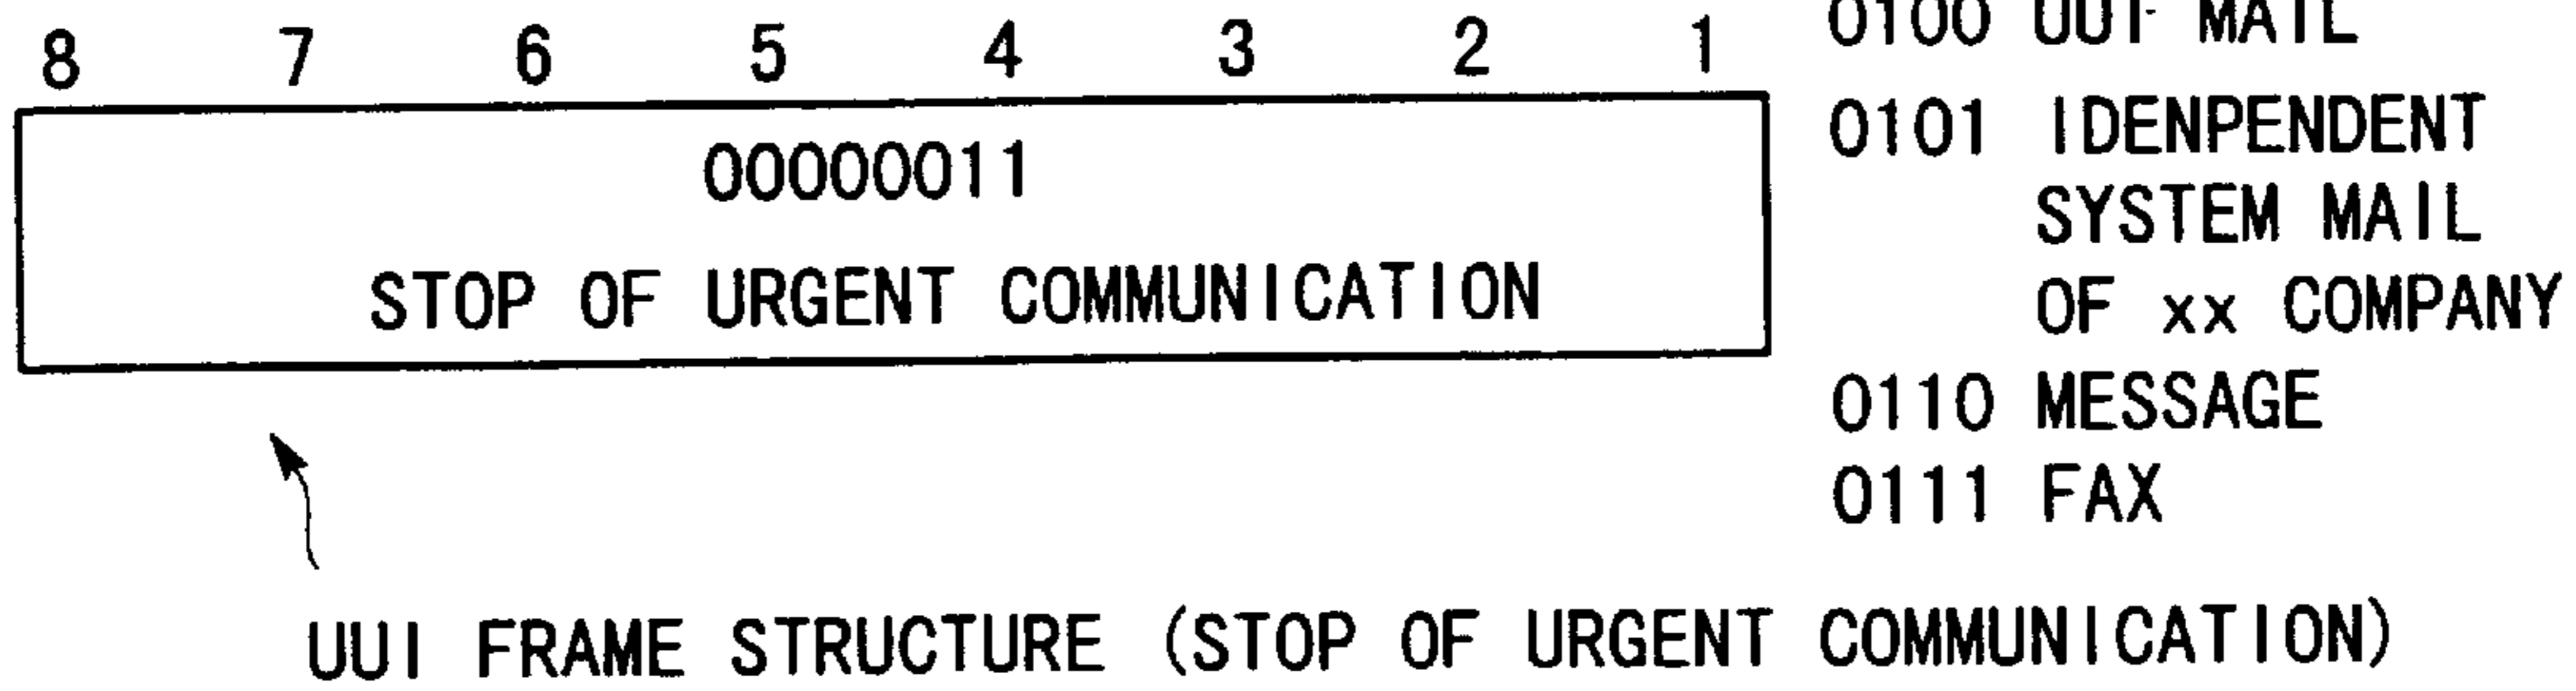 8 7 6 5 4 3 2 1
00000011
STOP OF URGENT COMMUNICATION
0100 UUI MAIL
0101 IDENPENDENT
SYSTEM MAIL
OF xx COMPANY
0110 MESSAGE
0111 FAX
UUI FRAME STRUCTURE (STOP OF URGENT COMMUNICATION)